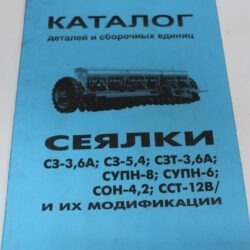 КАТАЛОГ
деталей и сборочных единиц
СЕЯЛКИ
СЗ-3,6А; СЗ-5,4; СЗТ-3,6А;
СУПН-8; СУПН-6;
СОН-4,2; ССТ-12В/
И ИХ МОДИФИКАЦИИ